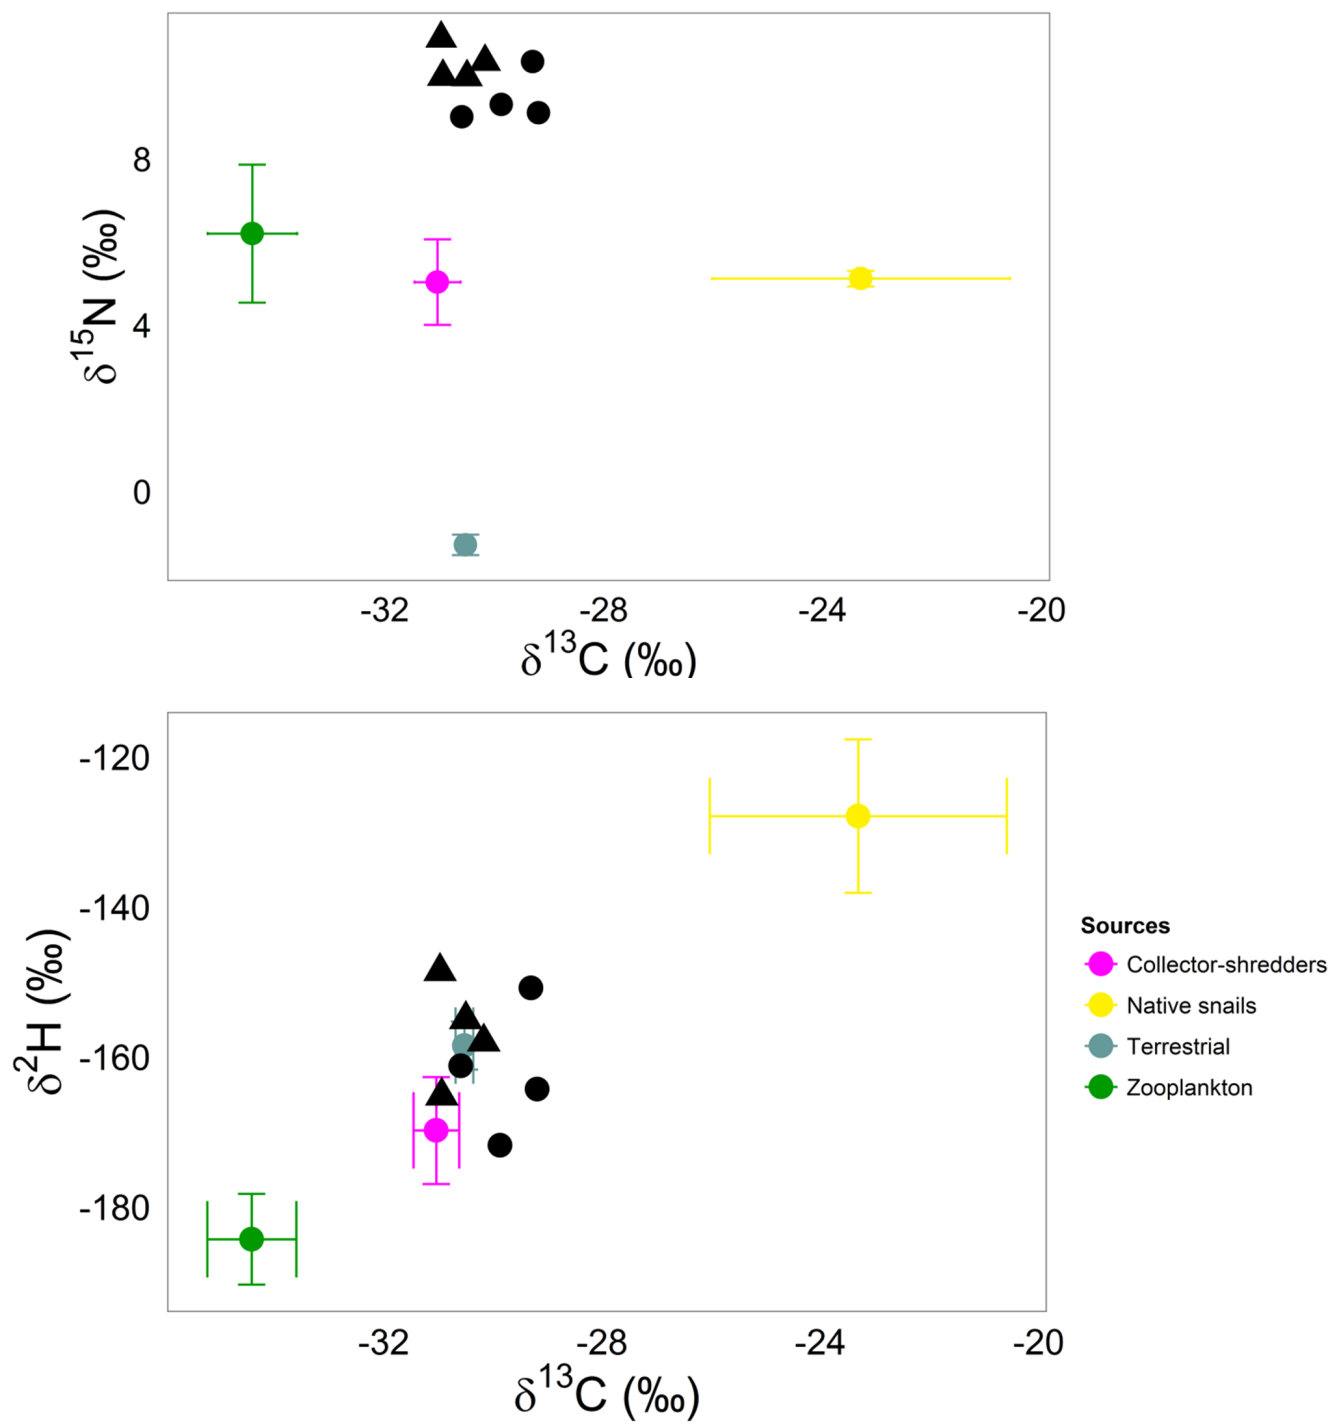 8
4
0
δ15N (‰)
-32 -28 -24 -20
δ13C (‰)
-120
-140
-160
-180
δ2H (‰)
-32 -28 -24 -20
δ13C (‰)
Sources
Collector-shredders
Native snails
Terrestrial
Zooplankton